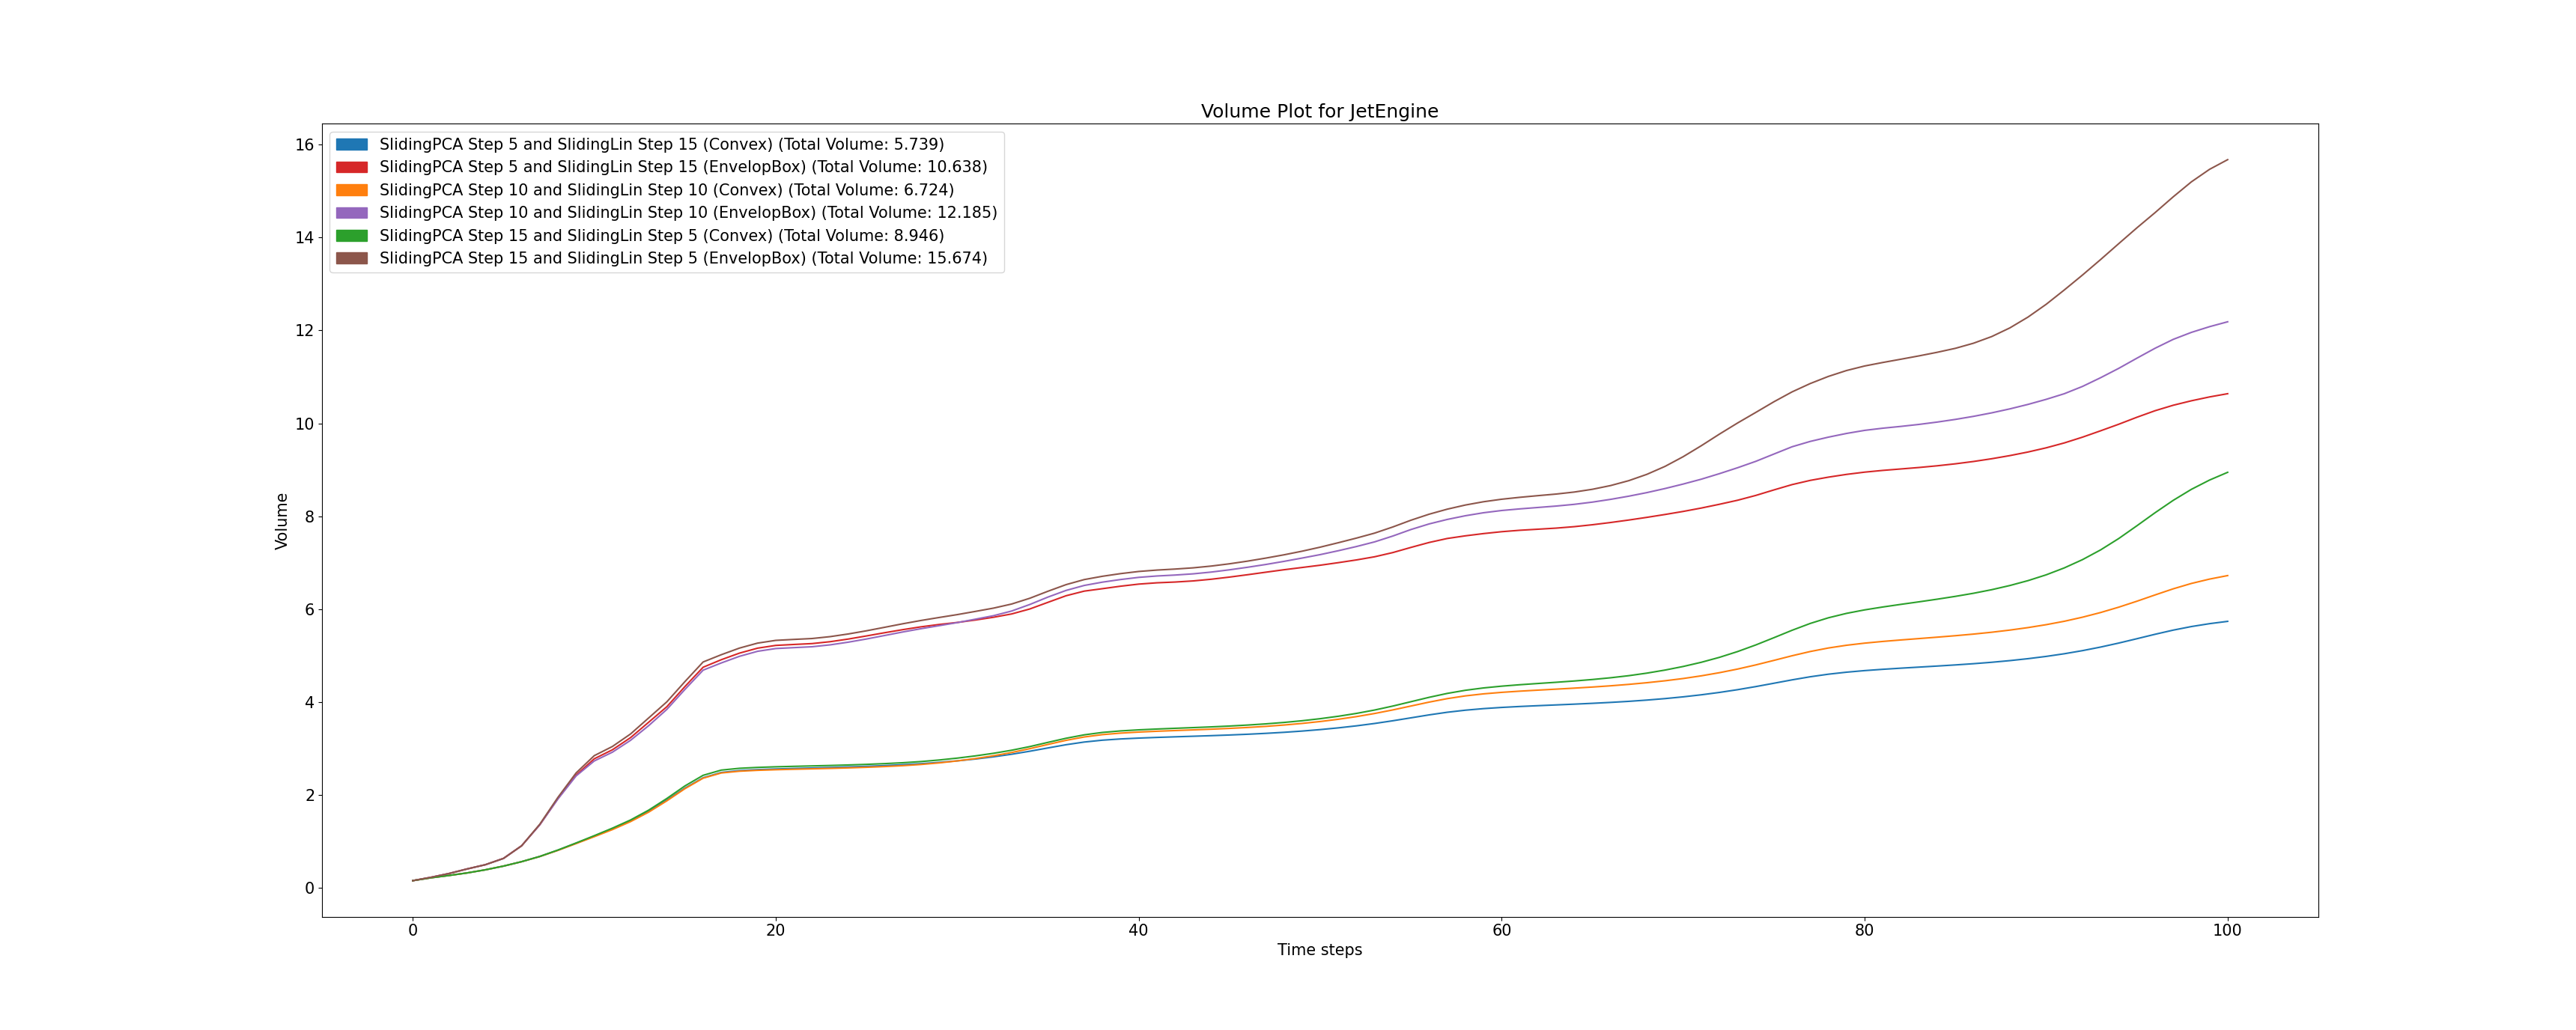 Volume Plot for JetEngine
SlidingPCA Step 5 and SlidingLin Step 15 (Convex) (Total Volume: 5.739)
SlidingPCA Step 5 and SlidingLin Step 15 (EnvelopBox) (Total Volume: 10.638)
SlidingPCA Step 10 and SlidingLin Step 10 (Convex) (Total Volume: 6.724)
SlidingPCA Step 10 and SlidingLin Step 10 (EnvelopBox) (Total Volume: 12.185)
SlidingPCA Step 15 and SlidingLin Step 5 (Convex) (Total Volume: 8.946)
SlidingPCA Step 15 and SlidingLin Step 5 (EnvelopBox) (Total Volume: 15.674)
16
14
12
10
8
6
4
2
0
Volume
0 20 40 60 80 100
Time steps